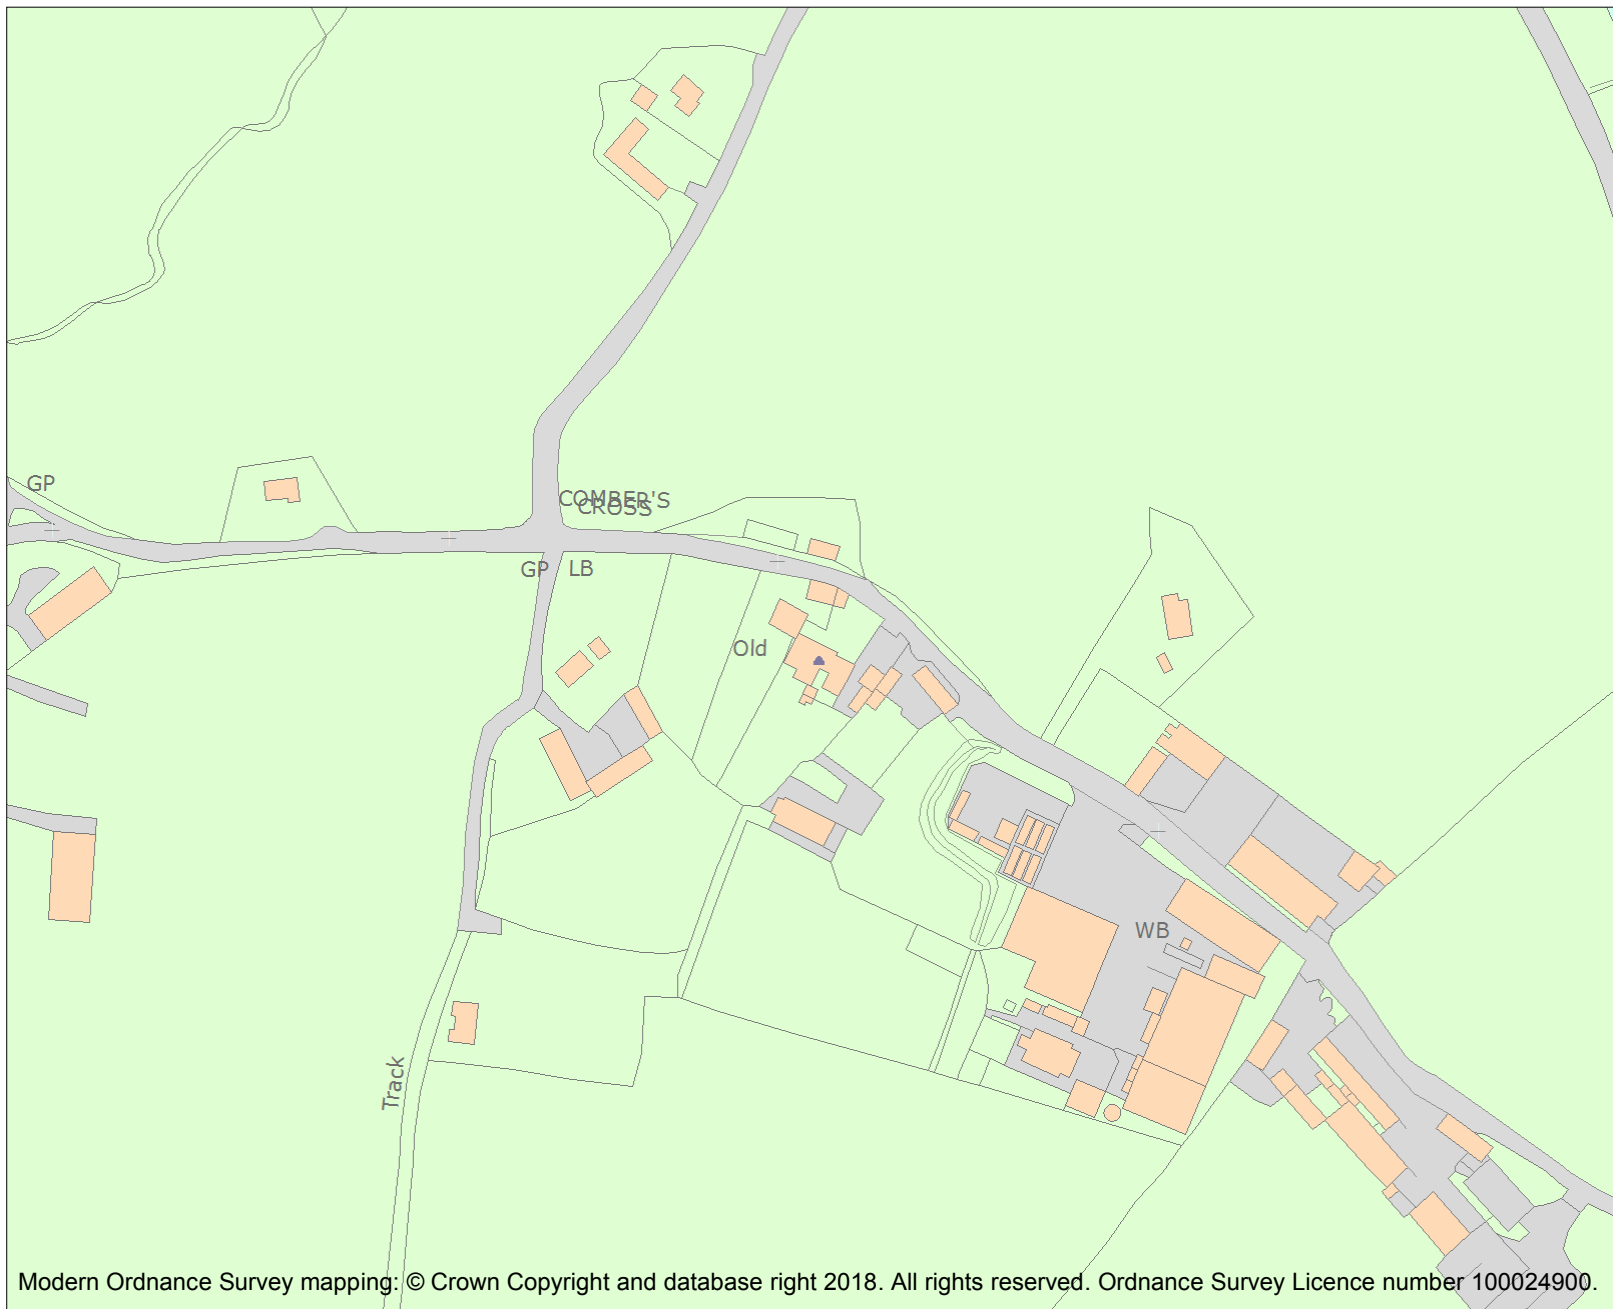 GP
COMBER'S
CROSS
GP
LB
Old
WB
Track
Modern Ordnance Survey mapping: © Crown Copyright and database right 2018. All rights reserved. Ordnance Survey Licence number 100024900.